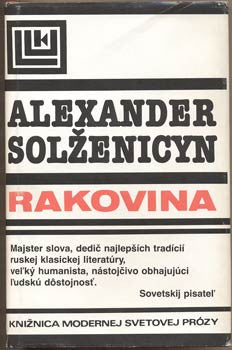 ALEXANDER
SOLŽENICYN
RAKOVINA
Majster slova, dedič najlepších tradícií
ruskej klasickej literatúry,
veľký humanista, nástojčivo obhajujúci
ľudskú dôstojnosť.
Sovetskij pisateľ
KNIŽNICA MODERNEJ SVETOVEJ PRÓZY